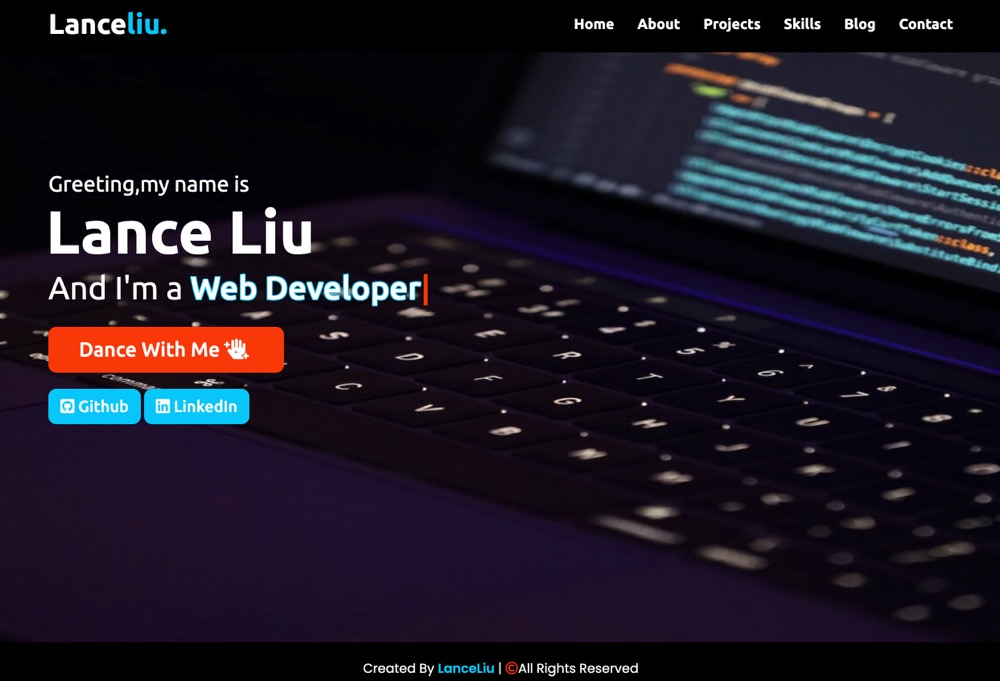 Lanceliu.
Home About Projects Skills Blog Contact
Greeting,my name is
Lance Liu
And I'm a Web Developer
Dance With Me
Github LinkedIn
Created By LanceLiu | ©All Rights Reserved